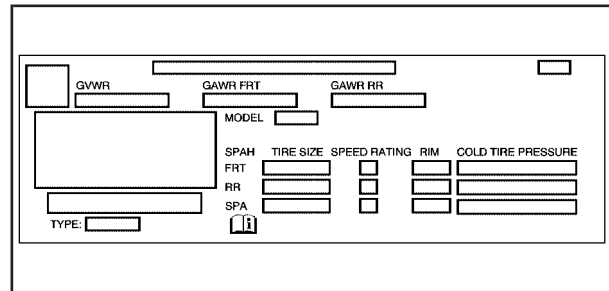 GVWR GAWR FRT GAWR RR
MODEL
SPAH TIRE SIZE SPEED RATING RIM COLD TIRE PRESSURE
FRT
RR
SPA
TYPE: